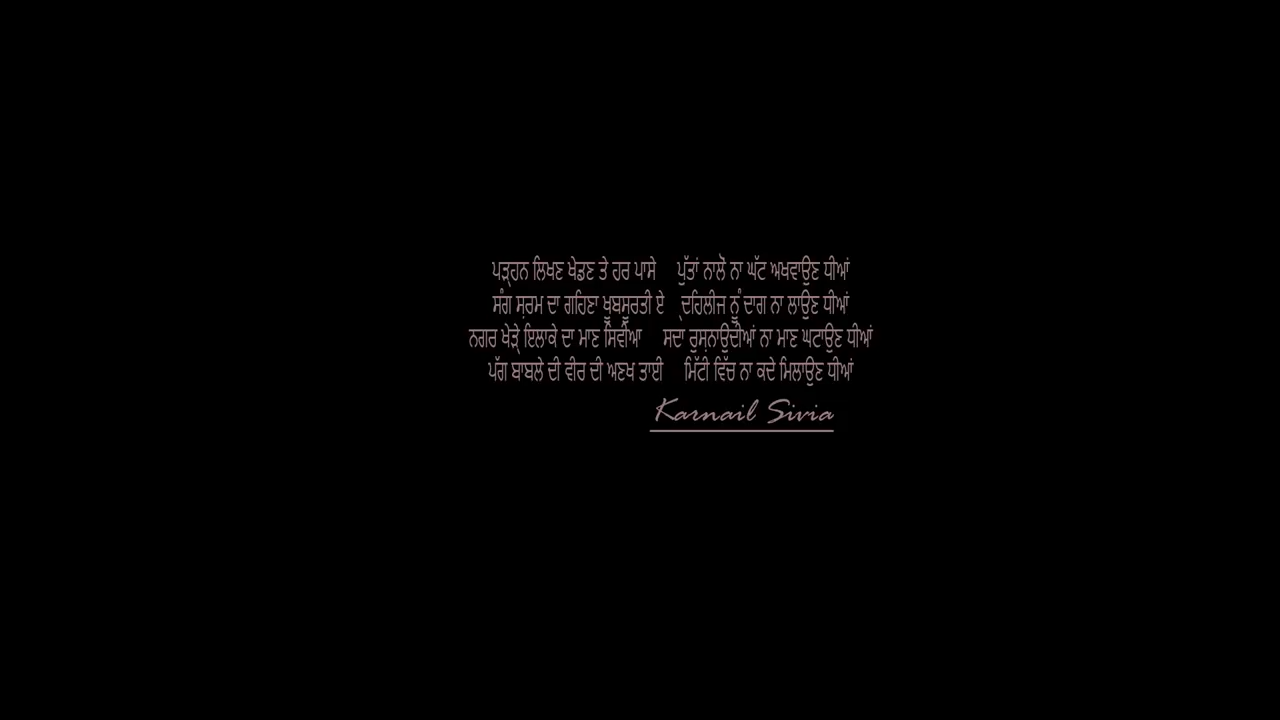 ਪੜ੍ਹਨ ਲਿਖਣ ਖੇਡਣ ਤੇ ਹਰ ਪਾਸੇ ਪੁੱਤਾਂ ਨਾਲੋਂ ਨਾ ਘੱਟ ਅਖਵਾਉਣ ਧੀਆਂ
ਸੰਗ ਸ਼ਰਮ ਦਾ ਗਹਿਣਾ ਖ਼ੂਬਸੂਰਤੀ ਏ ਦਹਿਲੀਜ ਨੂੰ ਦਾਗ ਨਾ ਲਾਉਣ ਧੀਆਂ
ਨਗਰ ਖੇੜੇ ਇਲਾਕੇ ਦਾ ਮਾਣ ਸਿਵੀਆ ਸਦਾ ਰੁਸ਼ਨਾਉਦੀਆਂ ਨਾ ਮਾਣ ਘਟਾਉਣ ਧੀਆਂ
ਪੱਗ ਬਾਬਲੇ ਦੀ ਵੀਰ ਦੀ ਅਣਖ ਤਾਈ ਮਿੱਟੀ ਵਿੱਚ ਨਾ ਕਦੇ ਮਿਲਾਉਣ ਧੀਆਂ
Karnail Sivia